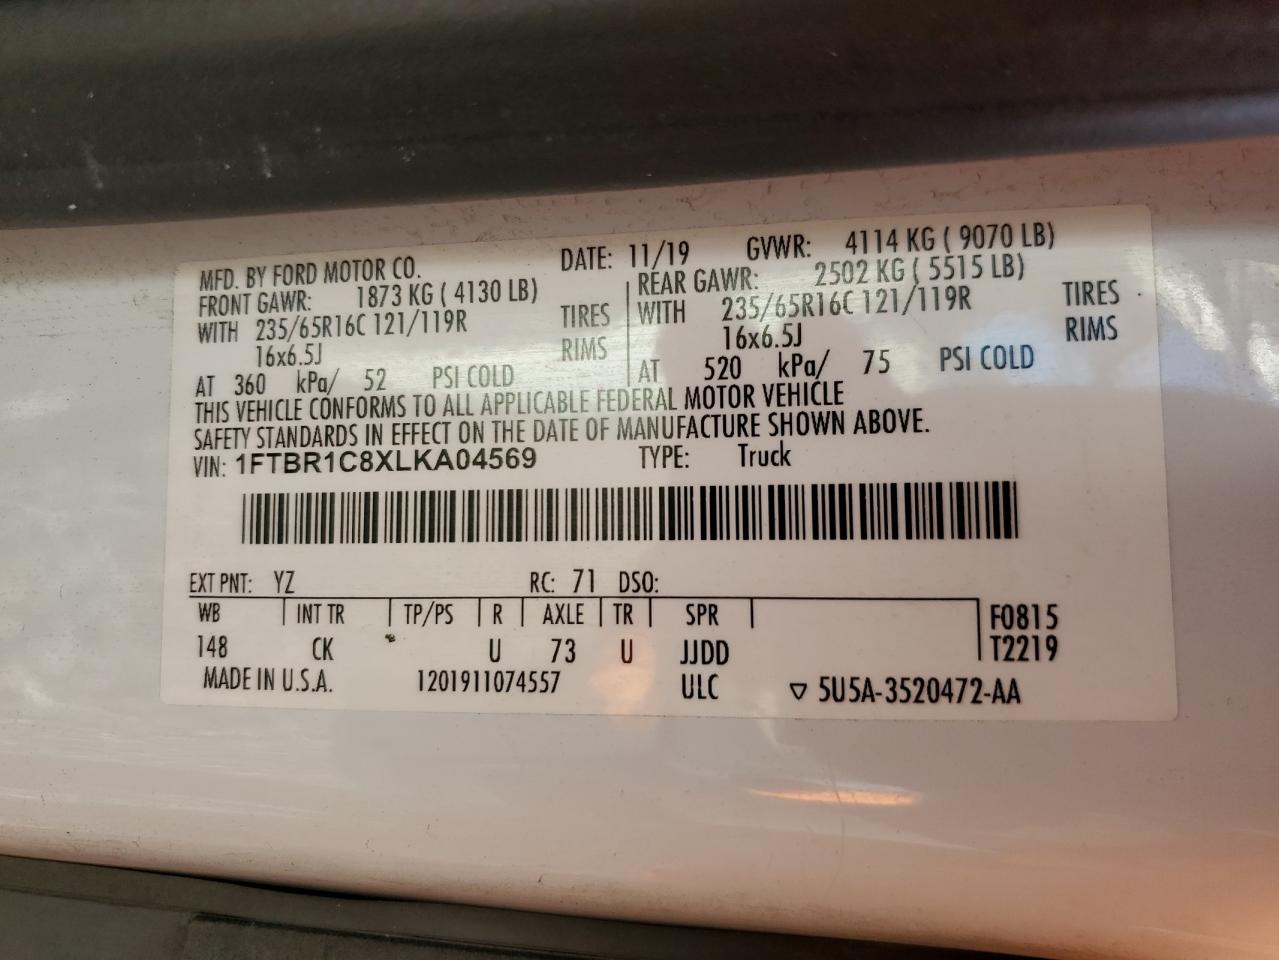 MFD. BY FORD MOTOR CO. DATE: 11/19 GVWR: 4114 KG ( 9070 LB)
FRONT GAWR: 1873 KG ( 4130 LB) REAR GAWR: 2502 KG ( 5515 LB)
WITH 235/65R16C 121/119R TIRES WITH 235/65R16C 121/119R TIRES
16x6.5J RIMS 16x6.5J RIMS
AT 360 kPa/ 52 PSI COLD AT 520 kPa/ 75 PSI COLD
THIS VEHICLE CONFORMS TO ALL APPLICABLE FEDERAL MOTOR VEHICLE
SAFETY STANDARDS IN EFFECT ON THE DATE OF MANUFACTURE SHOWN ABOVE.
VIN: 1FTBR1C8XLKA04569 TYPE: Truck
EXT PNT: YZ RC: 71 DSO:
WB INT TR TP/PS R AXLE TR SPR F0815
148 CK U 73 U JJDD T2219
MADE IN U.S.A. 1201911074557 ULC ▽ 5U5A-3520472-AA